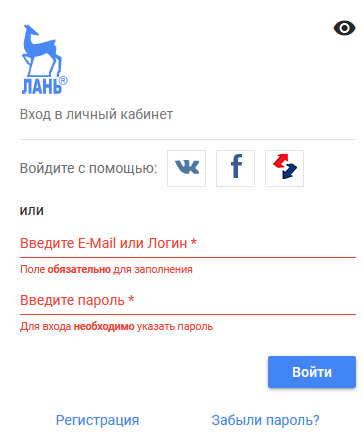 ЛАНЬ®
Вход в личный кабинет
Войдите с помощью:
или
Введите E-Mail или Логин *
Поле обязательно для заполнения
Введите пароль *
Для входа необходимо указать пароль
Войти
Регистрация Забыли пароль?